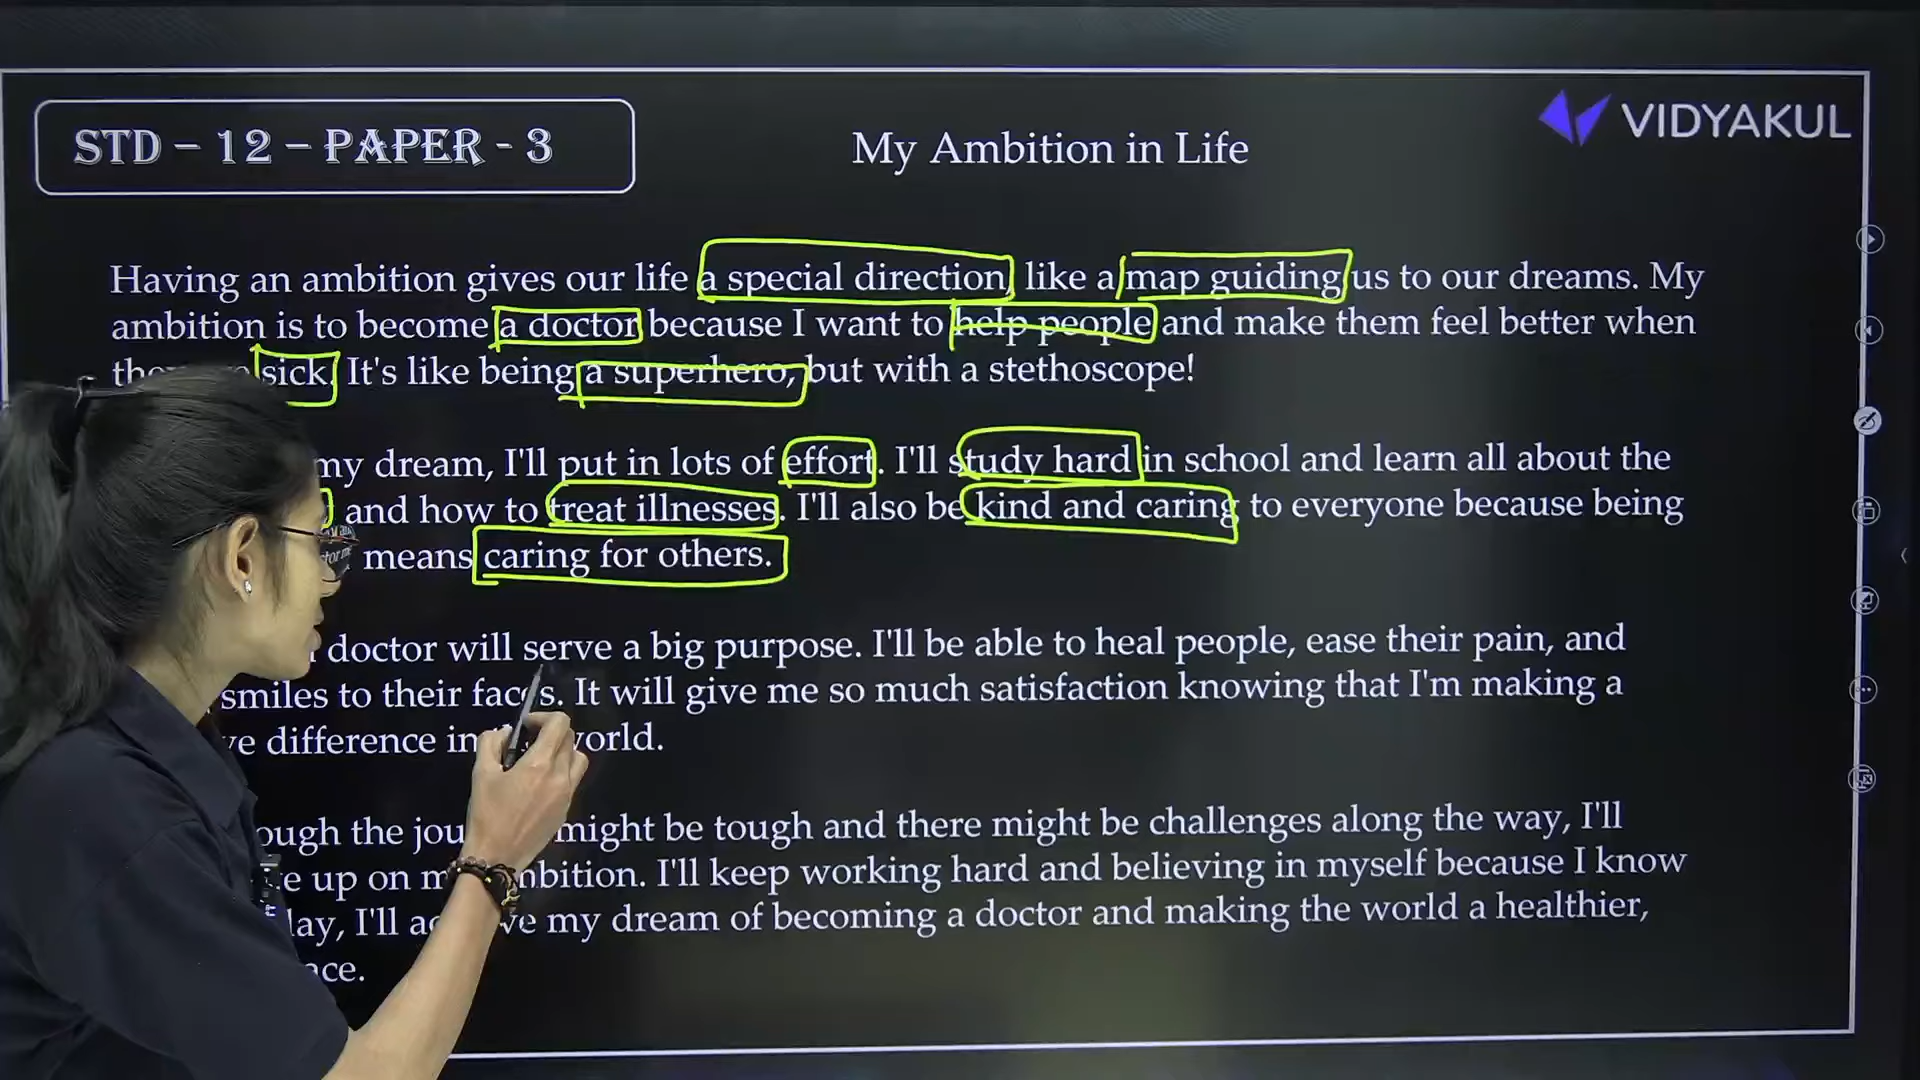 STD – 12 – PAPER - 3
My Ambition in Life
VIDYAKUL
Having an ambition gives our life a special direction, like a map guiding us to our dreams. My
ambition is to become a doctor because I want to help people and make them feel better when
sick. It's like being a superhero, but with a stethoscope!
my dream, I'll put in lots of effort. I'll study hard in school and learn all about the
and how to treat illnesses. I'll also be kind and caring to everyone because being
means caring for others.
doctor will serve a big purpose. I'll be able to heal people, ease their pain, and
smiles to their faces. It will give me so much satisfaction knowing that I'm making a
difference in world.
the might be tough and there might be challenges along the way, I'll
up on ambition. I'll keep working hard and believing in myself because I know
I'll my dream of becoming a doctor and making the world a healthier,